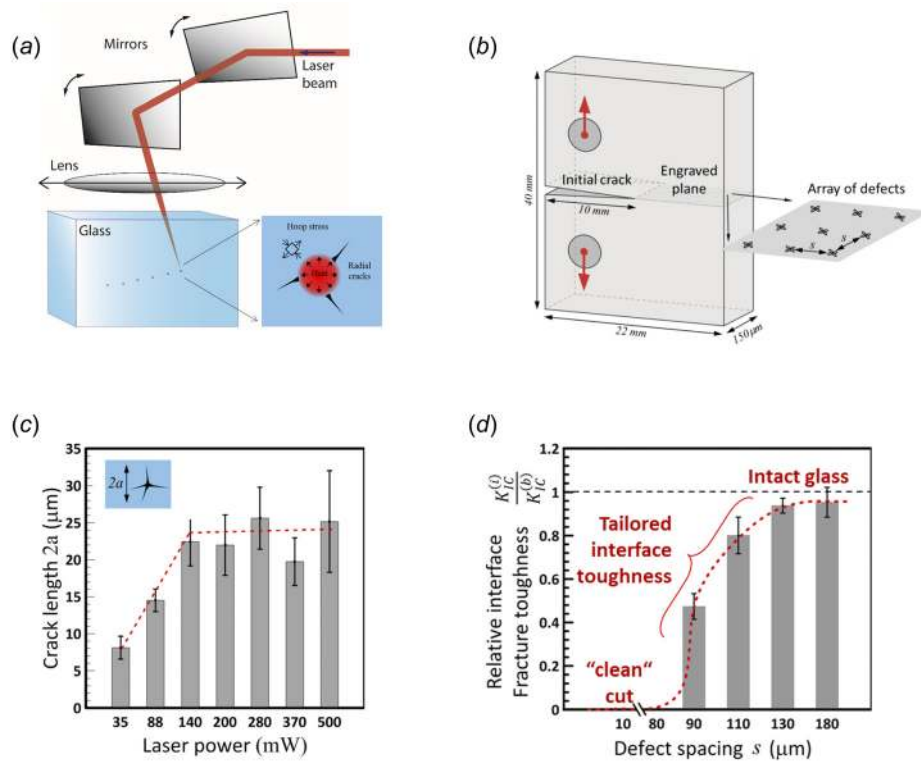 (a)
Mirrors
Laser
beam
Lens
Glass
Hoop stress
Heat
Radial
cracks
(b)
40 mm
Initial crack
10 mm
Engraved
plane
Array of defects
s
s
22 mm
150 μm
(c)
Crack length 2a (μm)
35
30
25
20
15
10
5
0
2a
35 88 140 200 280 370 500
Laser power (mW)
(d)
Relative interface
Fracture toughness
K_IC^(i)
K_IC^(b)
1.2
1
0.8
0.6
0.4
0.2
0
Intact glass
Tailored
interface
toughness
“clean“
cut
10 80 90 110 130 180
Defect spacing s (μm)